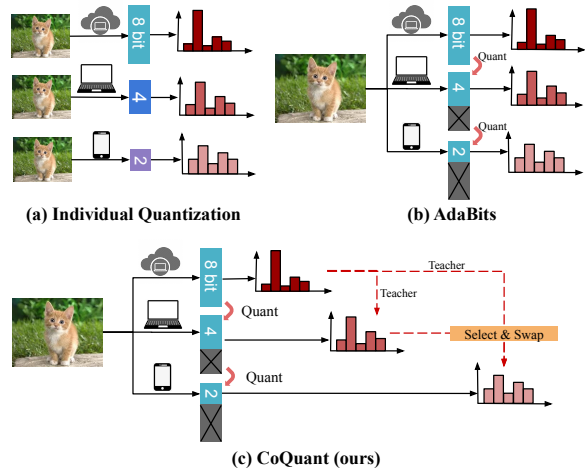 8 bit
4
2
(a) Individual Quantization
8 bit
Quant
4
Quant
2
(b) AdaBits
8 bit
Teacher
Teacher
Quant
4
Select & Swap
Quant
2
(c) CoQuant (ours)